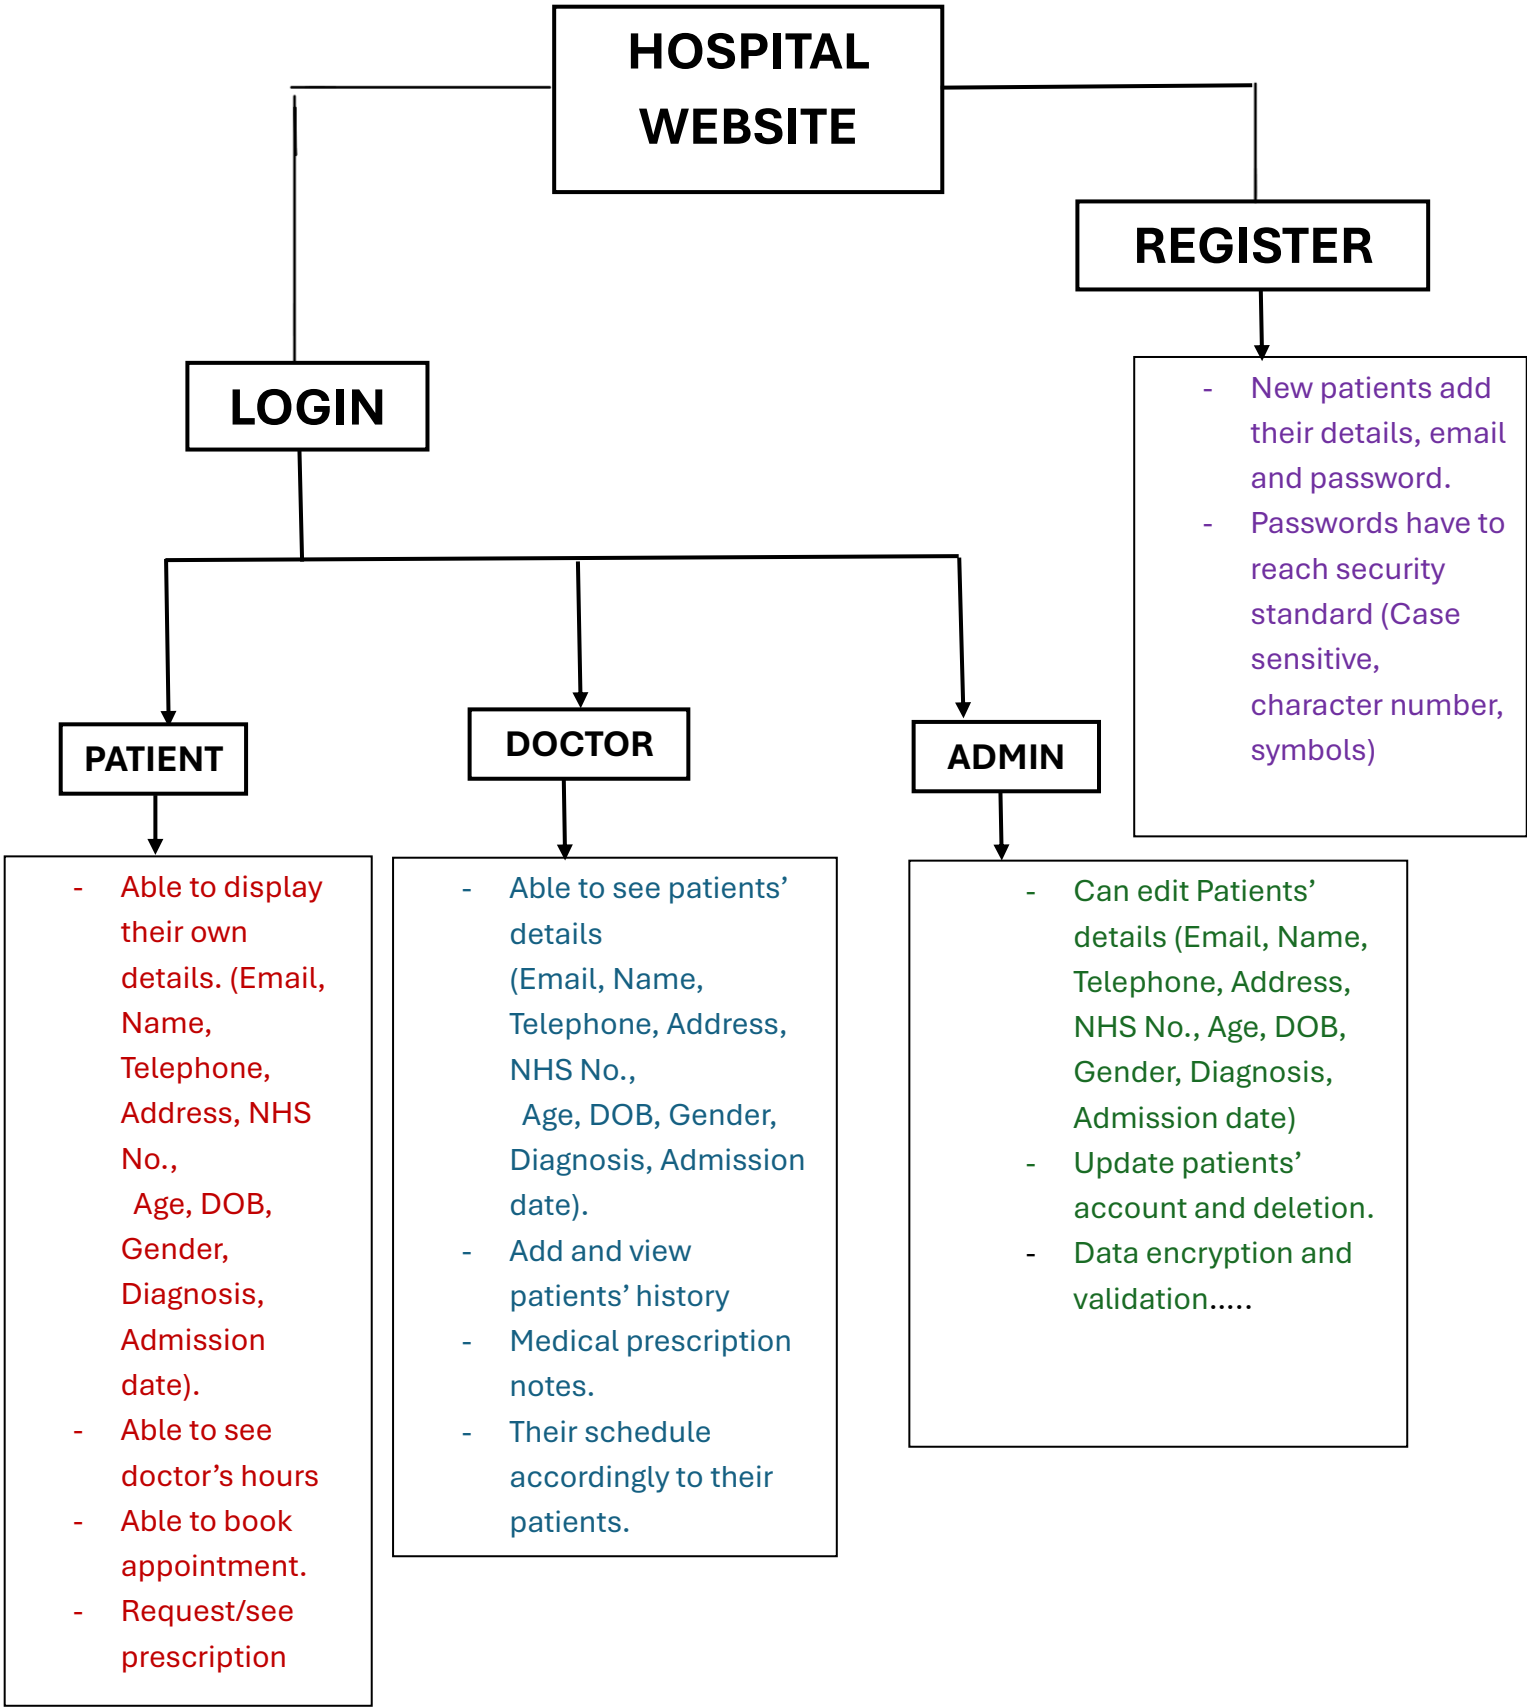 HOSPITAL
WEBSITE
REGISTER
LOGIN
- New patients add
their details, email
and password.
- Passwords have to
reach security
standard (Case
sensitive,
character number,
symbols)
PATIENT
DOCTOR
ADMIN
- Able to display
their own
details. (Email,
Name,
Telephone,
Address, NHS
No.,
Age, DOB,
Gender,
Diagnosis,
Admission
date).
- Able to see
doctor’s hours
- Able to book
appointment.
- Request/see
prescription
- Able to see patients’
details
(Email, Name,
Telephone, Address,
NHS No.,
Age, DOB, Gender,
Diagnosis, Admission
date).
- Add and view
patients’ history
- Medical prescription
notes.
- Their schedule
accordingly to their
patients.
- Can edit Patients’
details (Email, Name,
Telephone, Address,
NHS No., Age, DOB,
Gender, Diagnosis,
Admission date)
- Update patients’
account and deletion.
- Data encryption and
validation.....